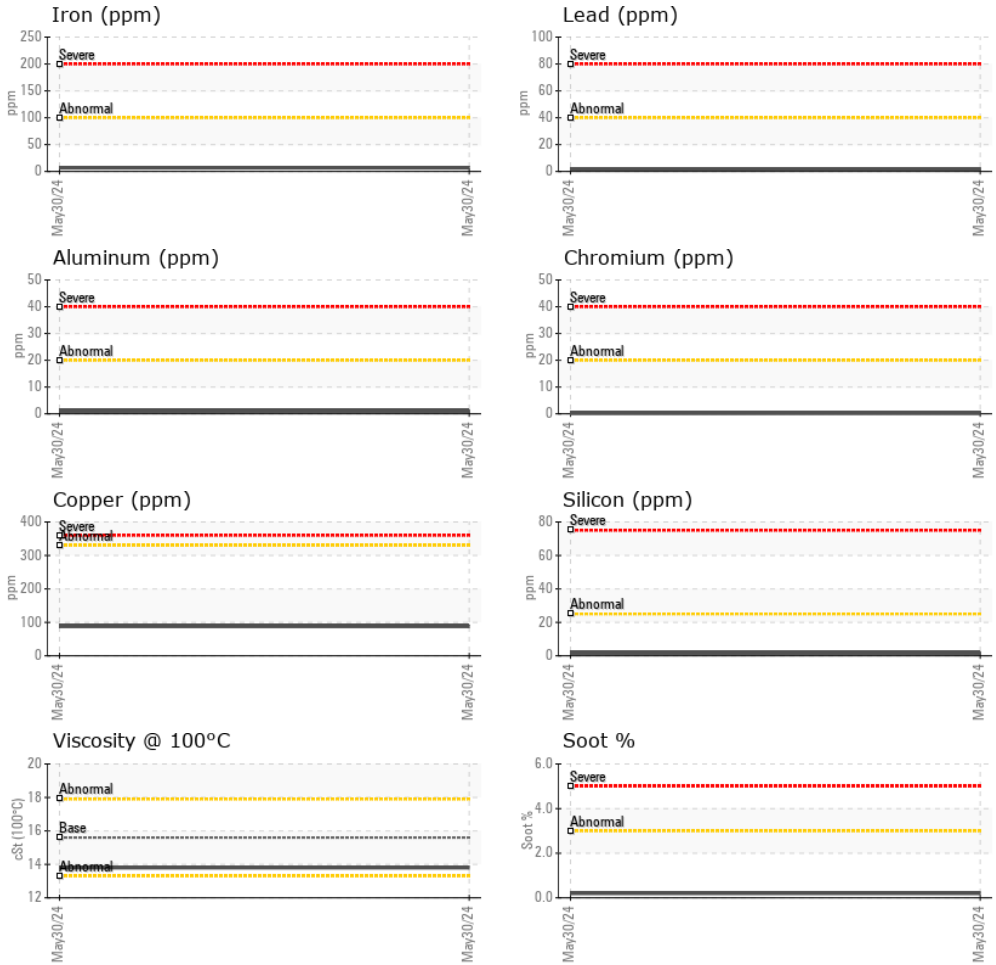 Iron (ppm)
250
200
150
100
50
0
ppm
Severe
Abnormal
May30/24
May30/24
Lead (ppm)
100
80
60
40
20
0
ppm
Severe
Abnormal
May30/24
May30/24
Aluminum (ppm)
50
40
30
20
10
0
ppm
Severe
Abnormal
May30/24
May30/24
Chromium (ppm)
50
40
30
20
10
0
ppm
Severe
Abnormal
May30/24
May30/24
Copper (ppm)
400
300
200
100
0
ppm
Severe
Abnormal
May30/24
May30/24
Silicon (ppm)
80
60
40
20
0
ppm
Severe
Abnormal
May30/24
May30/24
Viscosity @ 100°C
20
18
16
14
12
cSt (100°C)
Abnormal
Base
Abnormal
May30/24
May30/24
Soot %
6.0
4.0
2.0
0.0
Soot %
Severe
Abnormal
May30/24
May30/24